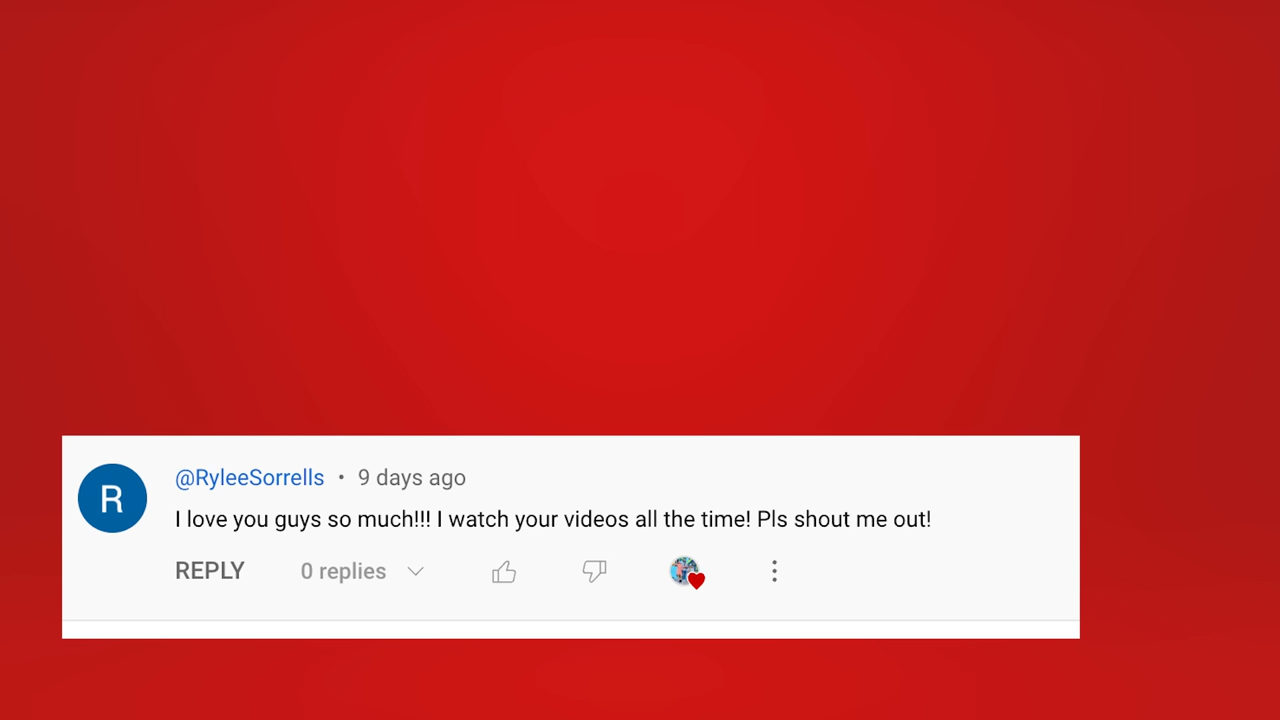 R
@RyleeSorrells • 9 days ago
I love you guys so much!!! I watch your videos all the time! Pls shout me out!
REPLY 0 replies